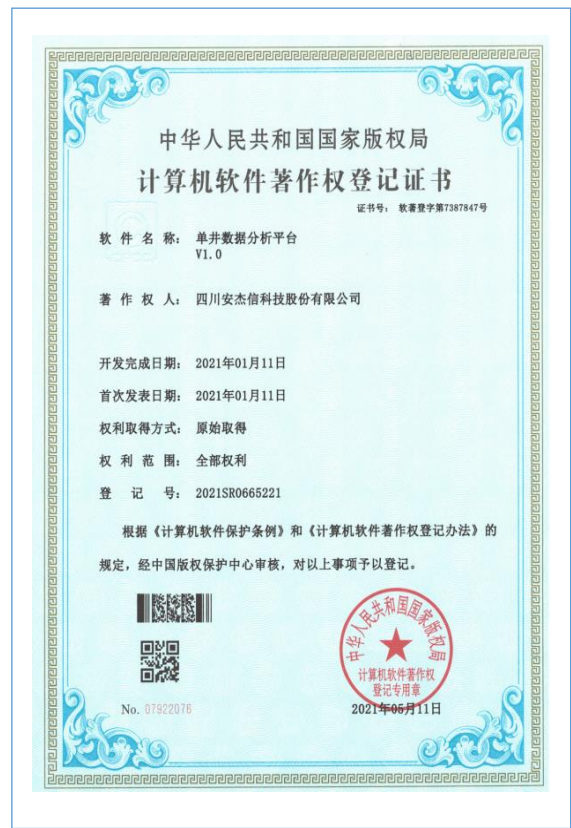 中华人民共和国国家版权局
计算机软件著作权登记证书
证书号： 软著登字第7387847号
软件名称： 单井数据分析平台
V1.0
著作权人： 四川安杰信科技股份有限公司
开发完成日期： 2021年01月11日
首次发表日期： 2021年01月11日
权利取得方式： 原始取得
权利范围： 全部权利
登记号： 2021SR0665221
根据《计算机软件保护条例》和《计算机软件著作权登记办法》的
规定，经中国版权保护中心审核，对以上事项予以登记。
中华人民共和国国家版权局
计算机软件著作权
登记专用章
No. 07922076
2021年05月11日